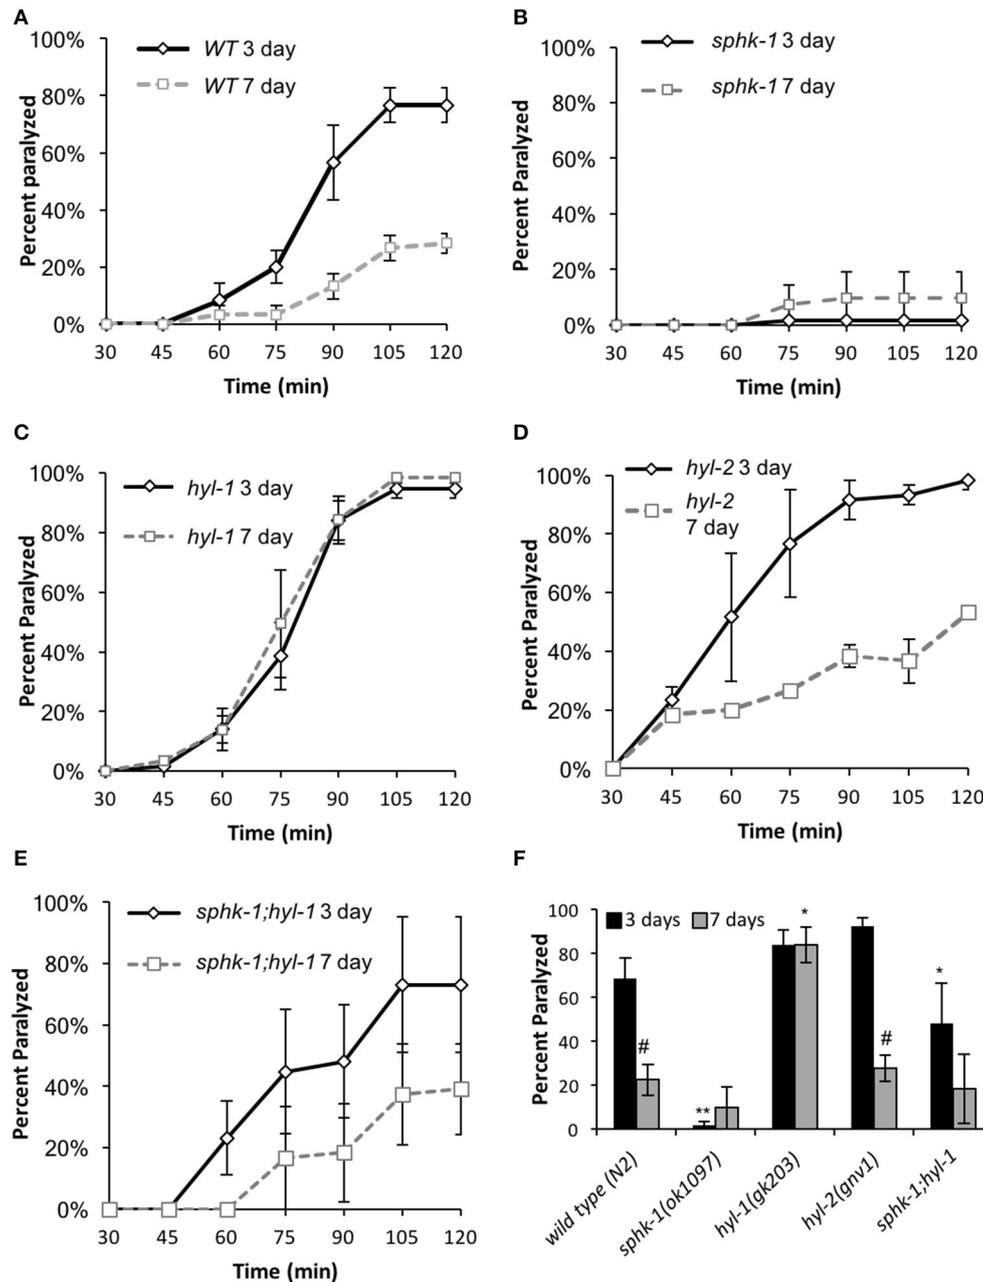 A
100%
80%
60%
40%
20%
0%
Percent paralyzed
WT 3 day
WT 7 day
30 45 60 75 90 105 120
Time (min)
B
100%
80%
60%
40%
20%
0%
Percent Paralyzed
sphk-1 3 day
sphk-1 7 day
30 45 60 75 90 105 120
Time (min)
C
100%
80%
60%
40%
20%
0%
Percent Paralyzed
hyl-1 3 day
hyl-1 7 day
30 45 60 75 90 105 120
Time (min)
D
100%
80%
60%
40%
20%
0%
Percent Paralyzed
hyl-2 3 day
hyl-2
7 day
30 45 60 75 90 105 120
Time (min)
E
100%
80%
60%
40%
20%
0%
Percent Paralyzed
sphk-1;hyl-1 3 day
sphk-1;hyl-1 7 day
30 45 60 75 90 105 120
Time (min)
F
100
80
60
40
20
0
Percent Paralyzed
3 days 7 days
#
**
*
#
*
wild type (N2)
sphk-1(ok1097)
hyl-1(gk203)
hyl-2(gnv1)
sphk-1;hyl-1